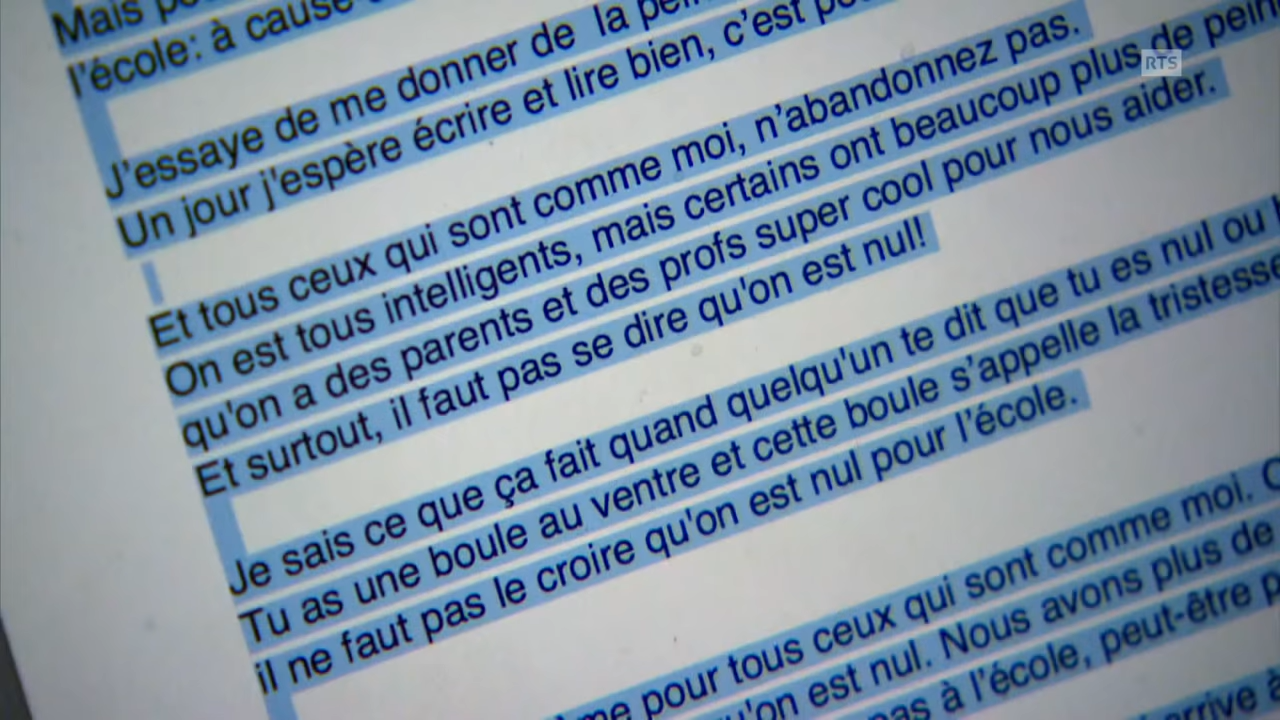 Mais
l'école: à cause
J'essaye de me donner de la
Un jour j'espère écrire et lire bien, c'est
Et tous ceux qui sont comme moi, n'abandonnez pas.
On est tous intelligents, mais certains ont beaucoup plus de
qu'on a des parents et des profs super cool pour nous aider.
Et surtout, il faut pas se dire qu'on est nul!
Je sais ce que ça fait quand quelqu'un te dit que tu es nul ou
Tu as une boule au ventre et cette boule s'appelle la tristesse
il ne faut pas le croire qu'on est nul pour l'école.
pour tous ceux qui sont comme moi.
qu'on est nul. Nous avons plus de
pas à l'école, peut-être
arrive à
RTS